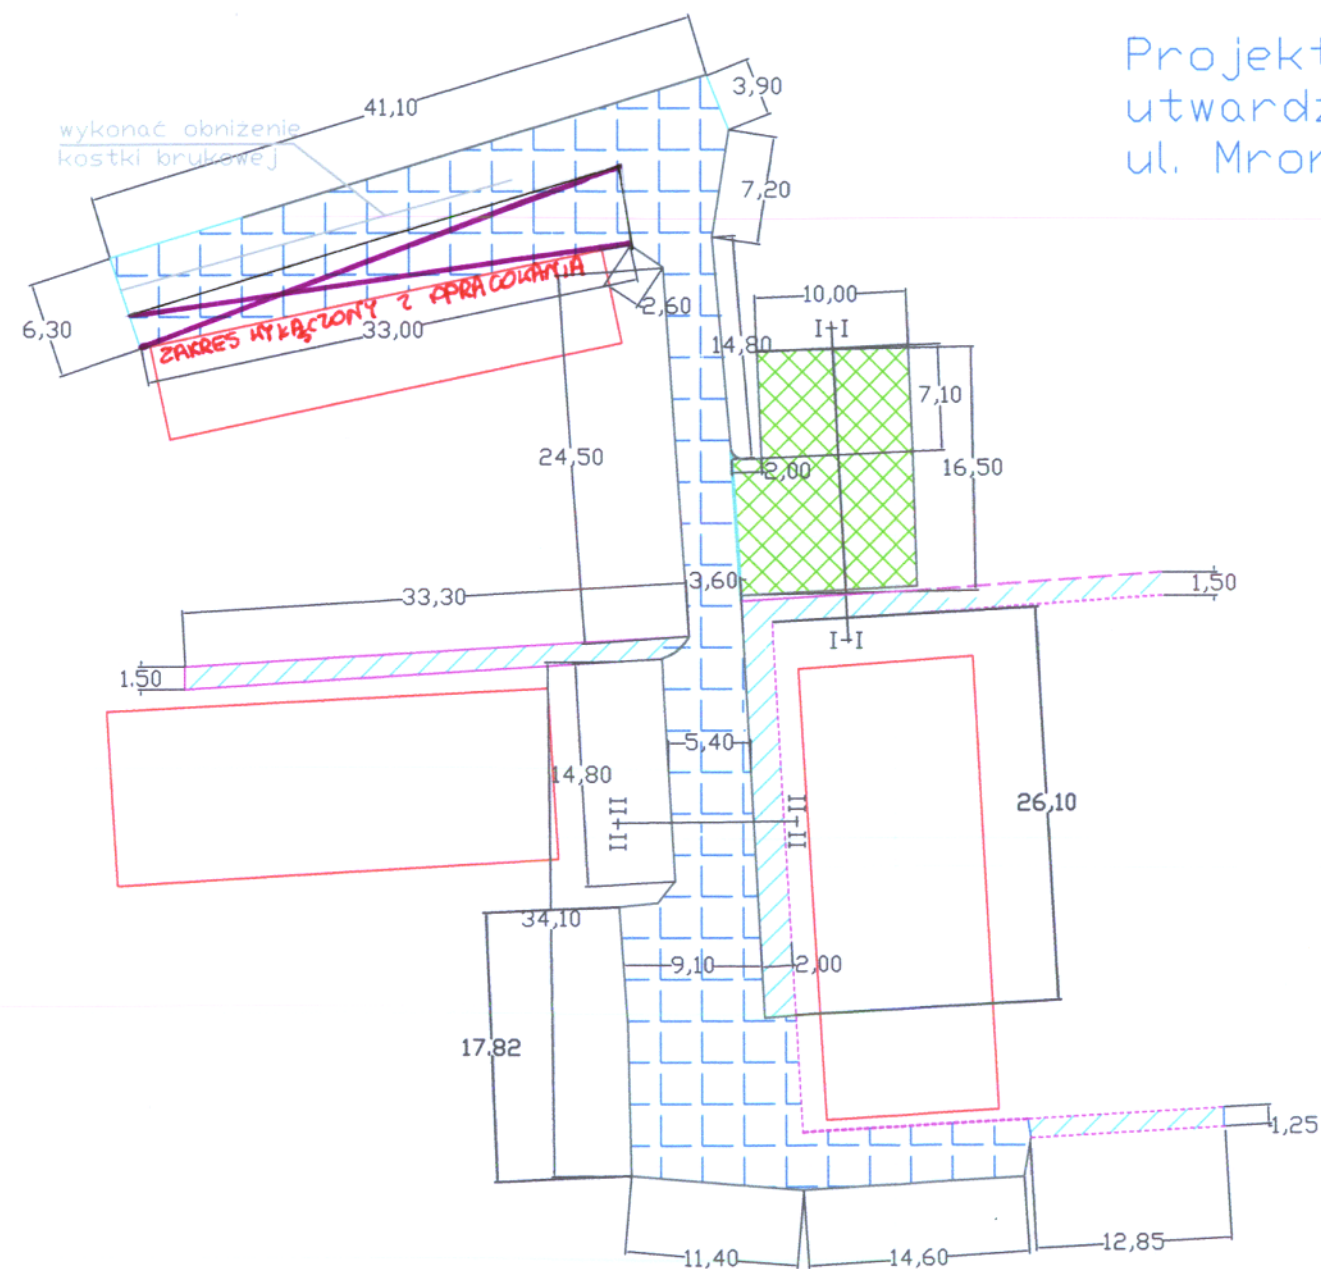 Projekt
utwardz
ul. Mron
3,90
41,10
wykonać obniżenie
kostki brukowej
7,20
6,30
ZAKRES WYŁĄCZONY Z OPRACOWANIA
33,00
2,60
10,00
I-I
14,80
7,10
24,50
16,50
2,00
33,30
3,60
1,50
I-I
1.50
5,40
14,80
26,10
II-II
II-II
34,10
9,10
2,00
17,82
1,25
11,40
14,60
12,85